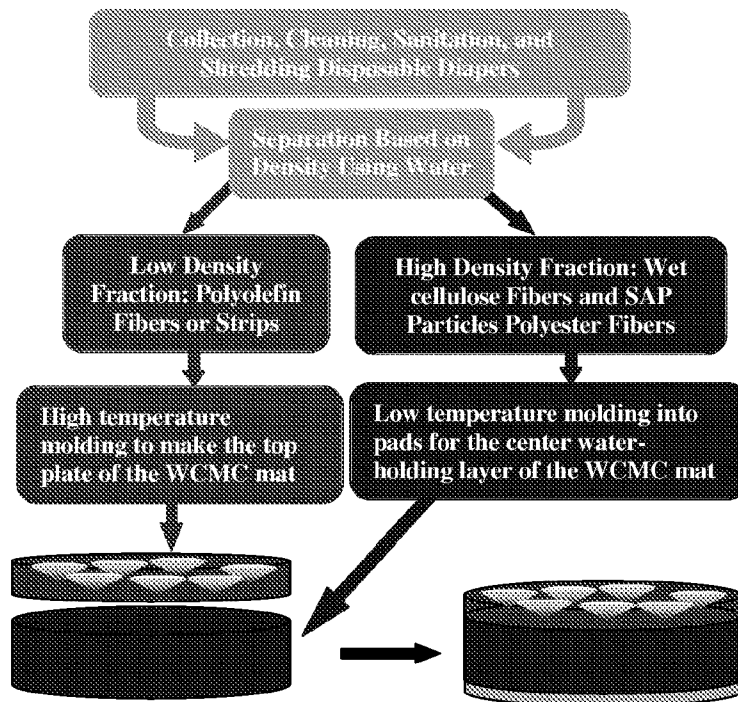 Collection, Cleaning, Sanitation, and
Shredding Disposable Diapers
Separation Based on
Density Using Water
Low Density
Fraction: Polyolefin
Fibers or Strips
High Density Fraction: Wet
cellulose Fibers and SAP
Particles Polyester Fibers
High temperature
molding to make the top
plate of the WCMC mat
Low temperature molding into
pads for the center water-
holding layer of the WCMC mat